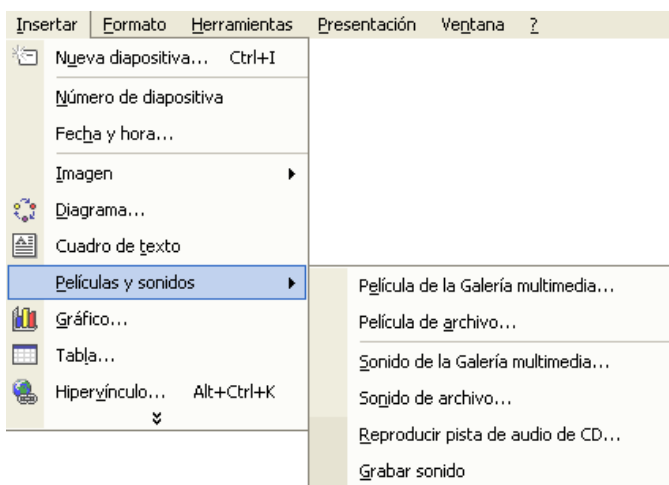 Insertar Formato Herramientas Presentación Ventana ?
Nueva diapositiva... Ctrl+I
Número de diapositiva
Fecha y hora...
Imagen
Diagrama...
Cuadro de texto
Películas y sonidos
Película de la Galería multimedia...
Gráfico...
Película de archivo...
Tabla...
Sonido de la Galería multimedia...
Hipervínculo... Alt+Ctrl+K
Sonido de archivo...
Reproducir pista de audio de CD...
Grabar sonido